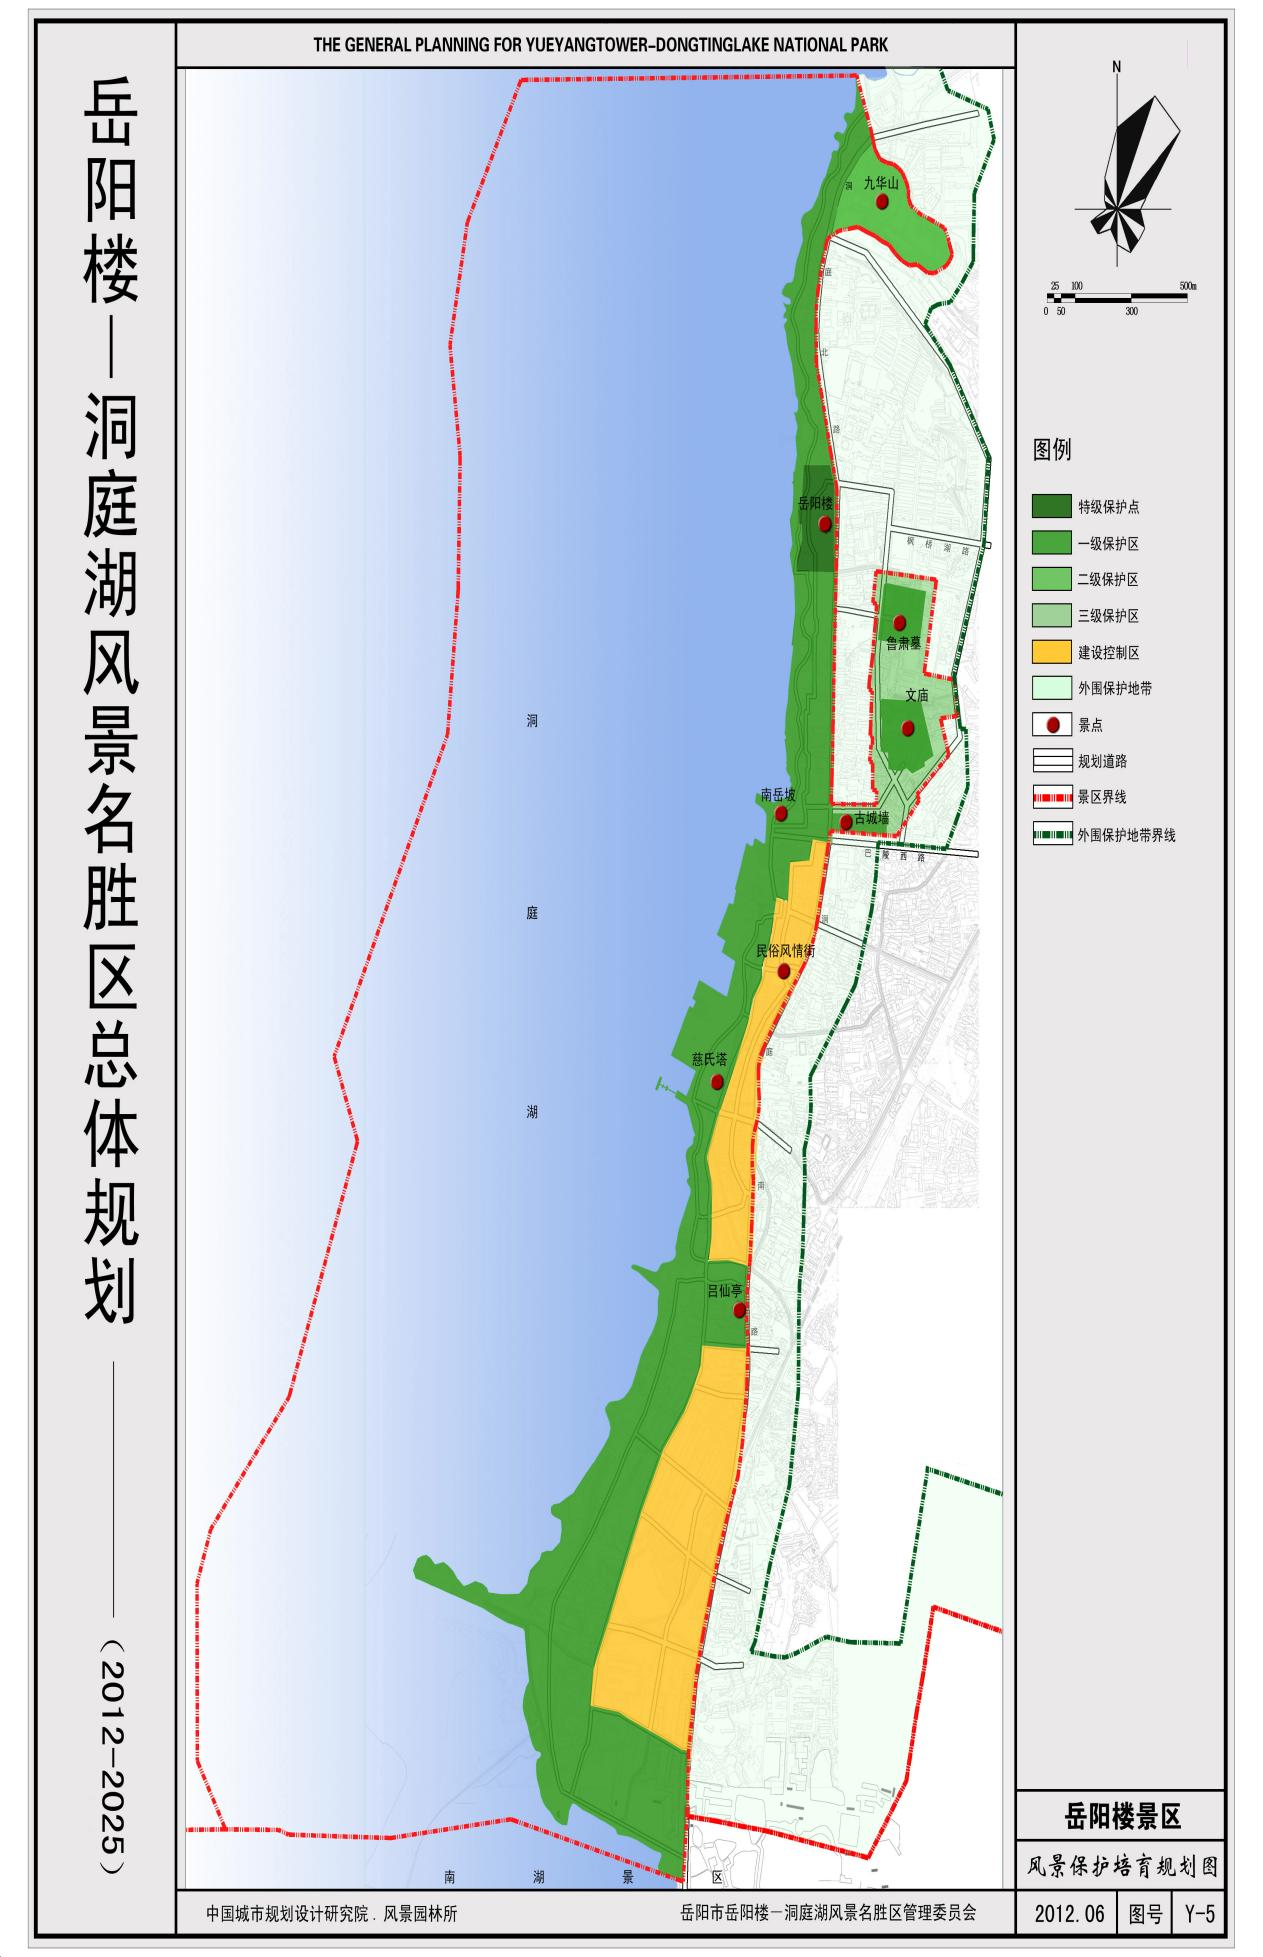 THE GENERAL PLANNING FOR YUEYANGTOWER-DONGTINGLAKE NATIONAL PARK
岳阳楼—洞庭湖风景名胜区总体规划——(2012-2025)
N
25 100 500m
0 50 300
图例
特级保护点
一级保护区
二级保护区
三级保护区
建设控制区
外围保护地带
景点
规划道路
景区界线
外围保护地带界线
九华山
洞
庭
北
路
岳阳楼
枫桥湖路
鲁肃墓
文庙
洞
南岳坡
古城墙
巴陵西路
庭
洞
民俗风情街
庭
慈氏塔
湖
南
吕仙亭
路
南湖景区
岳阳楼景区
风景保护培育规划图
2012.06 图号 Y-5
中国城市规划设计研究院.风景园林所
岳阳市岳阳楼－洞庭湖风景名胜区管理委员会